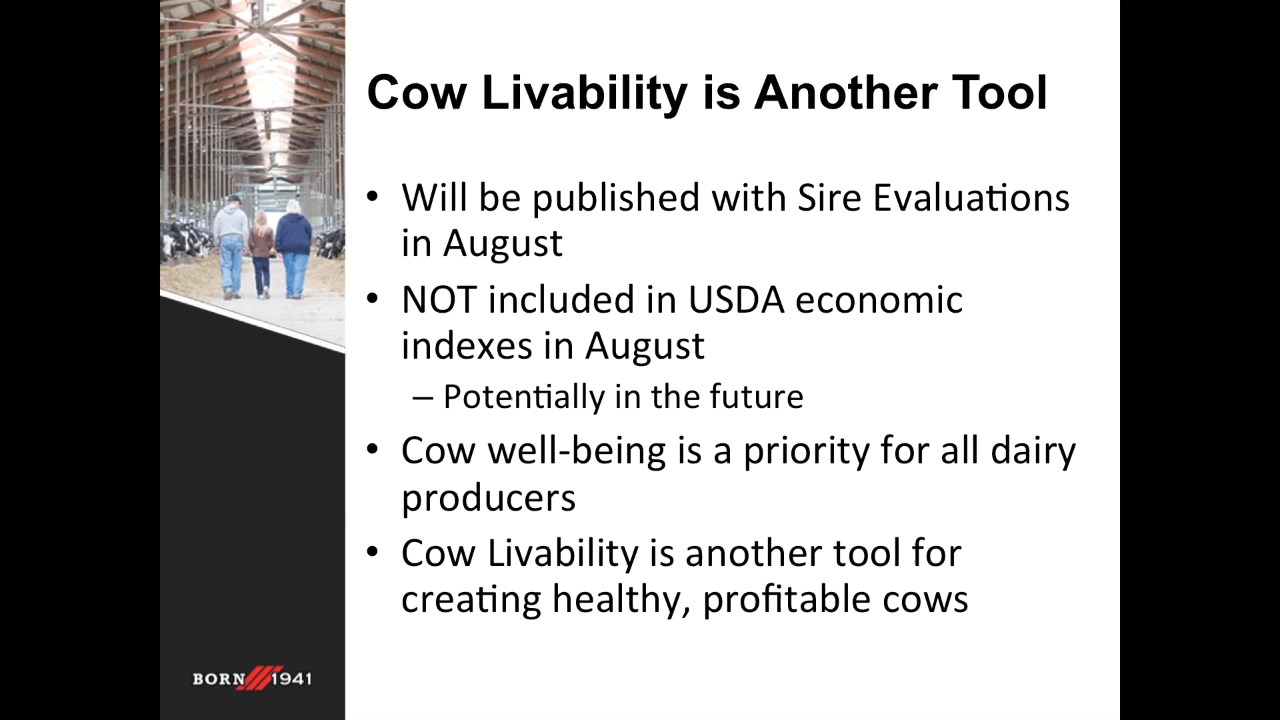 Cow Livability is Another Tool
• Will be published with Sire Evaluations
in August
• NOT included in USDA economic
indexes in August
– Potentially in the future
• Cow well-being is a priority for all dairy
producers
• Cow Livability is another tool for
creating healthy, profitable cows
BORN 1941